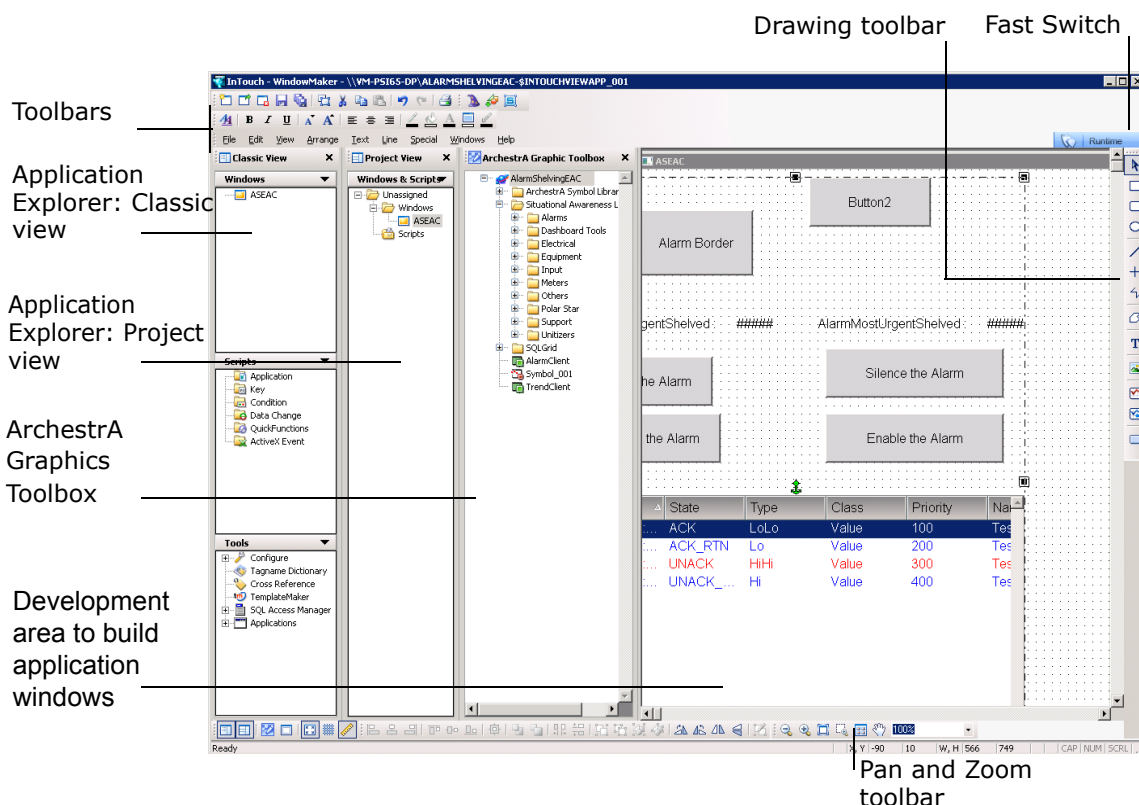 Drawing toolbar
Fast Switch
InTouch - WindowMaker - \\VM-PSI65-DP\ALARMSHELVINGEAC-$INTOUCHVIEWAPP_001
Toolbars
B I U A A
File Edit View Arrange Text Line Special Windows Help
Runtime
Classic View
Project View
ArchestrA Graphic Toolbox
ASEAC
Application
Explorer: Classic
view
Windows
ASEAC
Windows & Scripts
Unassigned
Windows
ASEAC
Scripts
AlarmShelvingEAC
ArchestrA Symbol Librar
Situational Awareness L
Alarms
Dashboard Tools
Electrical
Equipment
Input
Meters
Others
Polar Star
Support
Unitizers
SQLGrid
AlarmClient
Symbol_001
TrendClient
Button2
Alarm Border
gentShelved : #####
AlarmMostUrgentShelved : #####
he Alarm
Silence the Alarm
the Alarm
Enable the Alarm
Application
Explorer: Project
view
Scripts
Application
Key
Condition
Data Change
QuickFunctions
ActiveX Event
ArchestrA
Graphics
Toolbox
State Type Class Priority Nar
:... ACK LoLo Value 100 Tes
:... ACK_RTN Lo Value 200 Tes
:... UNACK HiHi Value 300 Tes
:... UNACK_... Hi Value 400 Tes
Tools
Configure
Tagname Dictionary
Cross Reference
TemplateMaker
SQL Access Manager
Applications
Development
area to build
application
windows
100%
Ready
X, Y -90 10 W, H 566 749 CAP NUM SCRL
Pan and Zoom
toolbar